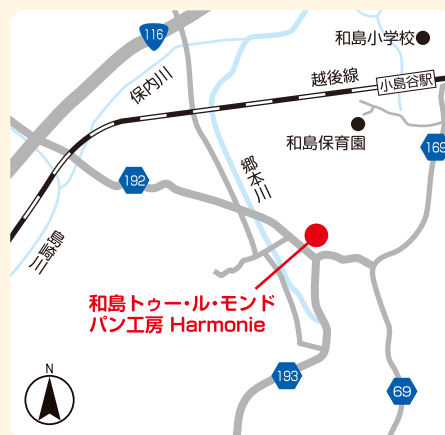 116
和島小学校
保内川
越後線
小島谷駅
和島保育園
169
192
郷本川
島崎川
和島トゥー・ル・モンド
パン工房 Harmonie
N
193
69